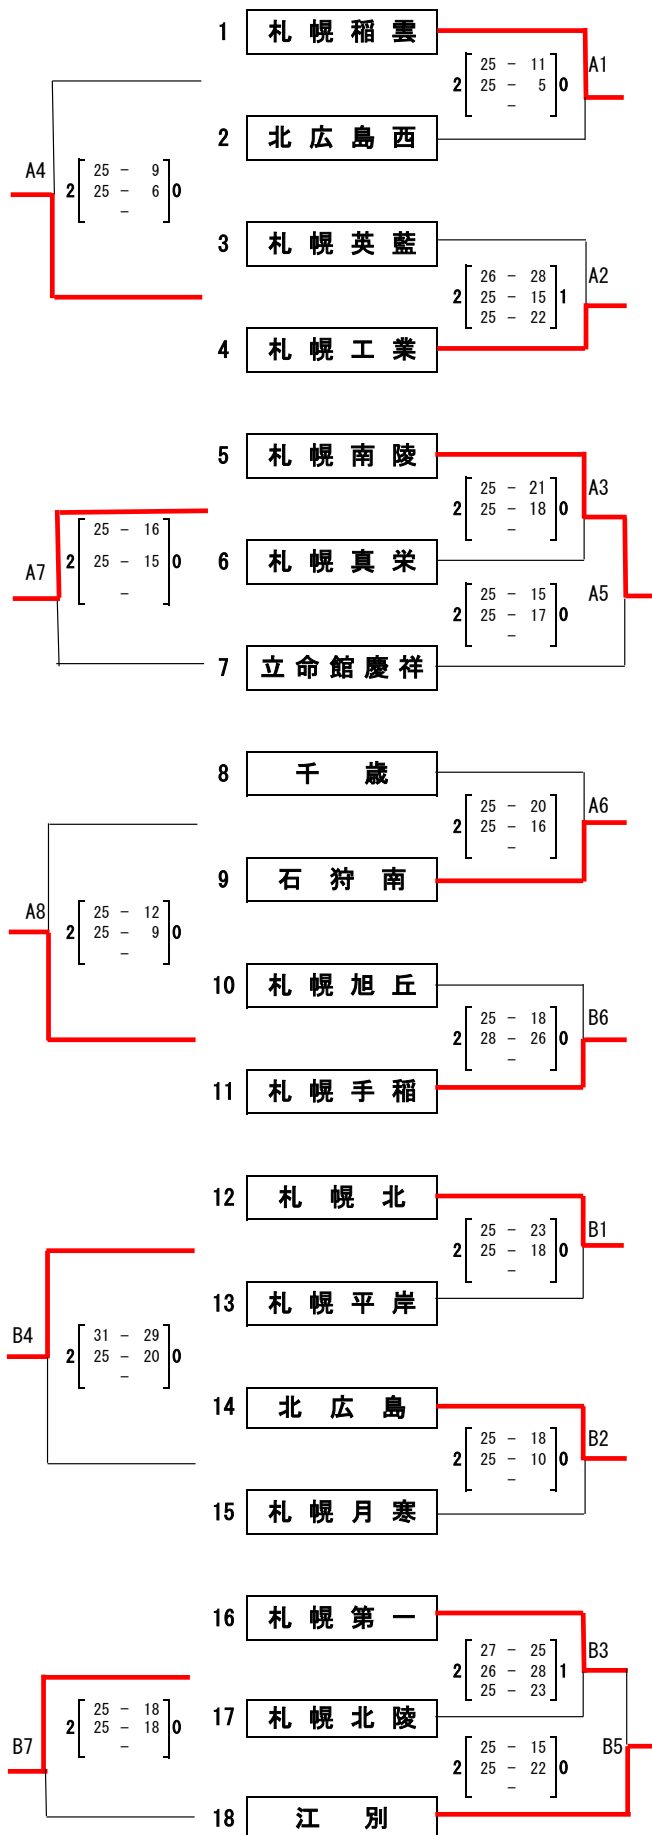 1 札幌稲雲
25 - 11
A1
2 25 - 5 0
-
2 北広島西
A4
25 - 9
2 25 - 6 0
-
3 札幌英藍
26 - 28
A2
2 25 - 15 1
25 - 22
4 札幌工業
5 札幌南陵
25 - 21
A3
2 25 - 18 0
-
25 - 16
2 25 - 15 0
-
A7
6 札幌真栄
25 - 15
A5
2 25 - 17 0
-
7 立命館慶祥
8 千歳
25 - 20
A6
2 25 - 16
-
9 石狩南
A8
25 - 12
2 25 - 9 0
-
10 札幌旭丘
25 - 18
B6
2 28 - 26 0
-
11 札幌手稲
12 札幌北
25 - 23
B1
2 25 - 18 0
-
13 札幌平岸
B4
31 - 29
2 25 - 20 0
-
14 北広島
25 - 18
B2
2 25 - 10 0
-
15 札幌月寒
16 札幌第一
27 - 25
B3
2 26 - 28 1
25 - 23
17 札幌北陵
25 - 18
2 25 - 18 0
-
B7
25 - 15
B5
2 25 - 22 0
-
18 江別